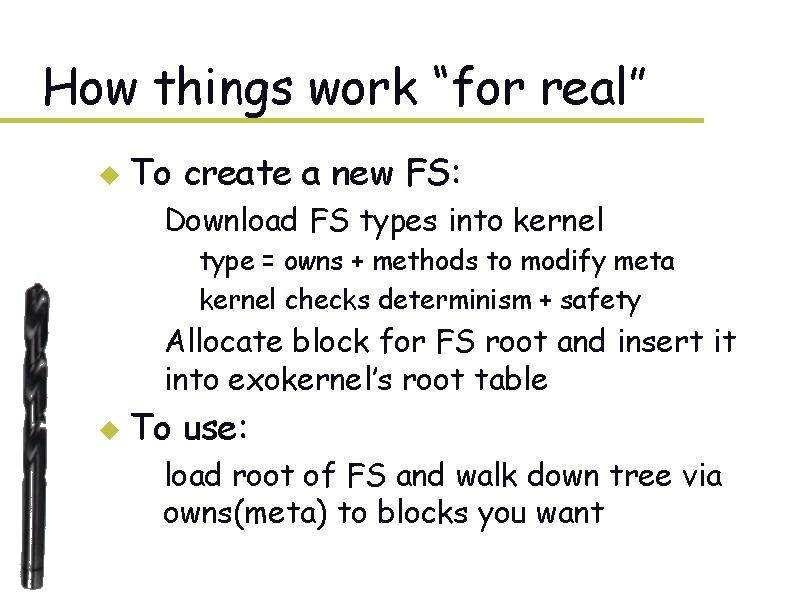 How things work “for real”
To create a new FS:
Download FS types into kernel
type = owns + methods to modify meta
kernel checks determinism + safety
Allocate block for FS root and insert it
into exokernel’s root table
To use:
load root of FS and walk down tree via
owns(meta) to blocks you want